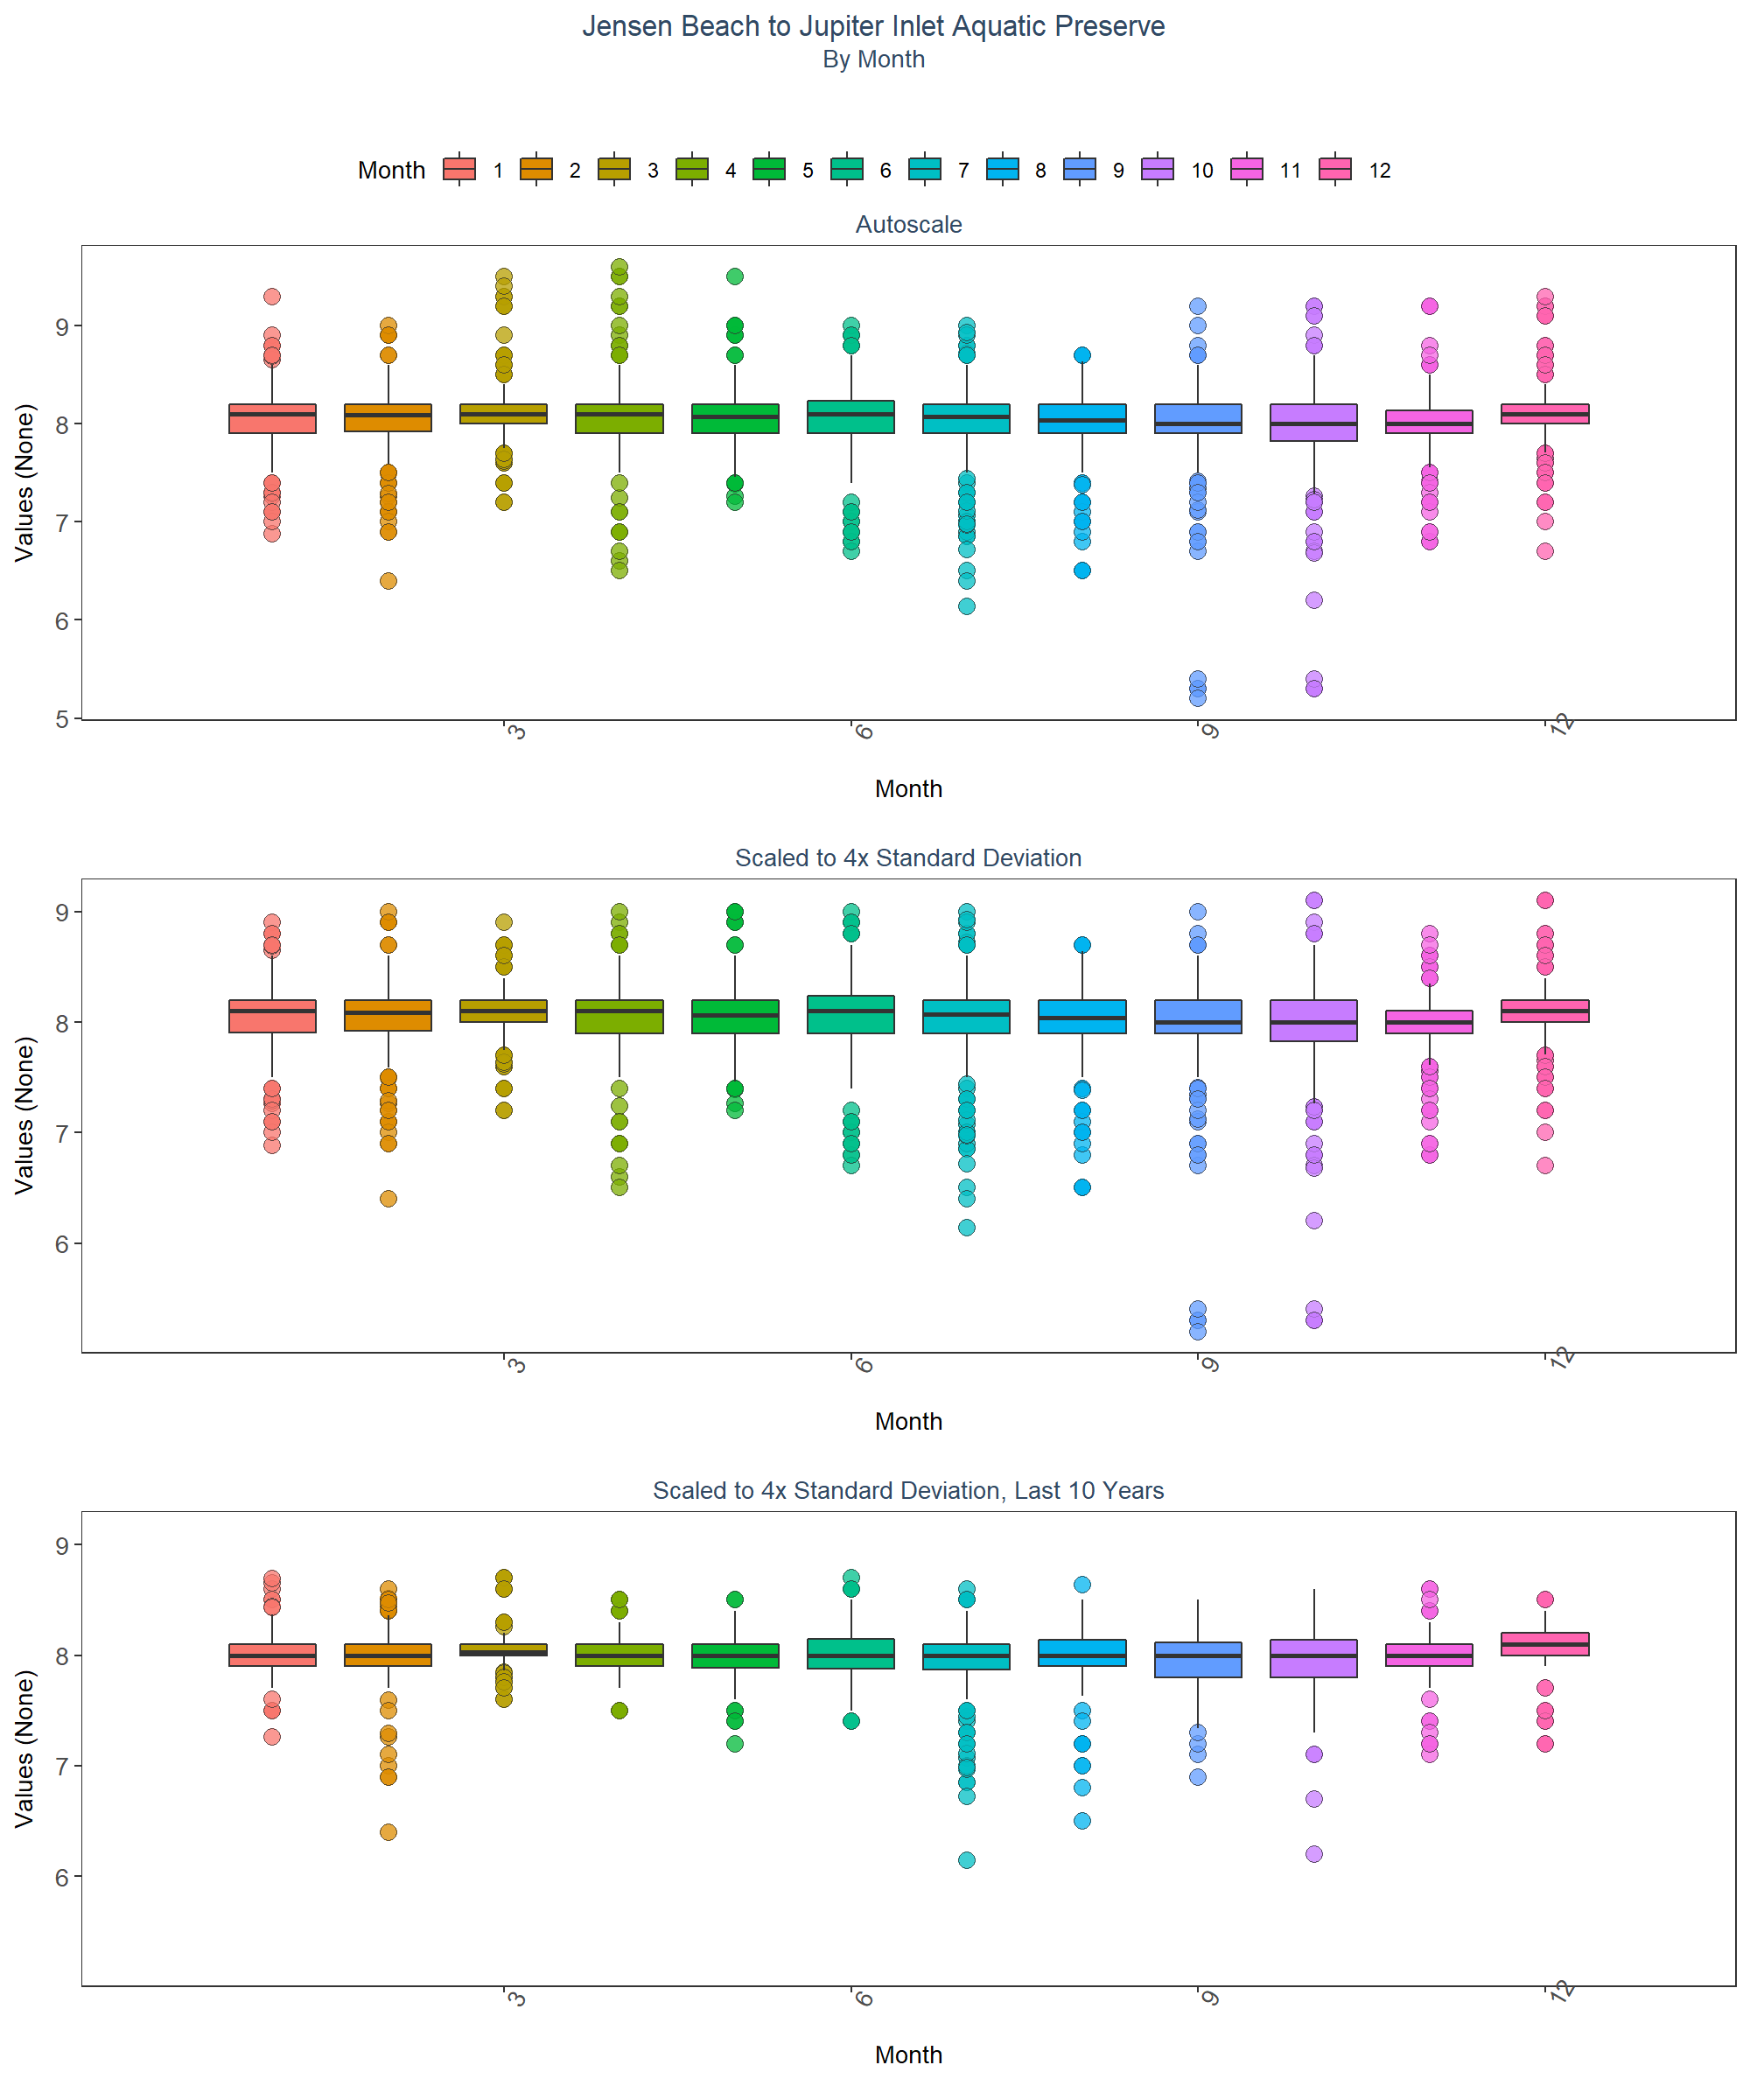 Jensen Beach to Jupiter Inlet Aquatic Preserve
By Month
Month 1 2 3 4 5 6 7 8 9 10 11 12
Autoscale
Values (None)
9
8
7
6
5
3 6 9 12
Month
Scaled to 4x Standard Deviation
Values (None)
9
8
7
6
3 6 9 12
Month
Scaled to 4x Standard Deviation, Last 10 Years
Values (None)
9
8
7
6
3 6 9 12
Month